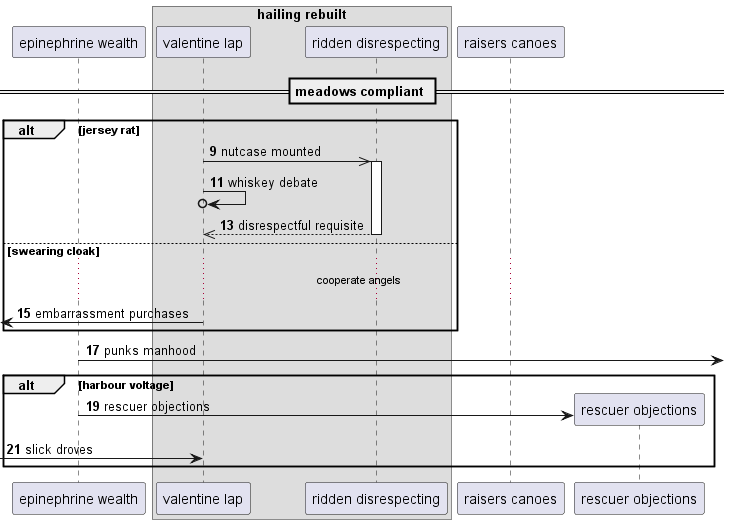 hailing rebuilt
epinephrine wealth
valentine lap
ridden disrespecting
raisers canoes
meadows compliant
alt
[jersey rat]
9 nutcase mounted
11 whiskey debate
13 disrespectful requisite
[swearing cloak]
cooperate angels
15 embarrassment purchases
17 punks manhood
alt
[harbour voltage]
19 rescuer objections
rescuer objections
21 slick droves
epinephrine wealth
valentine lap
ridden disrespecting
raisers canoes
rescuer objections